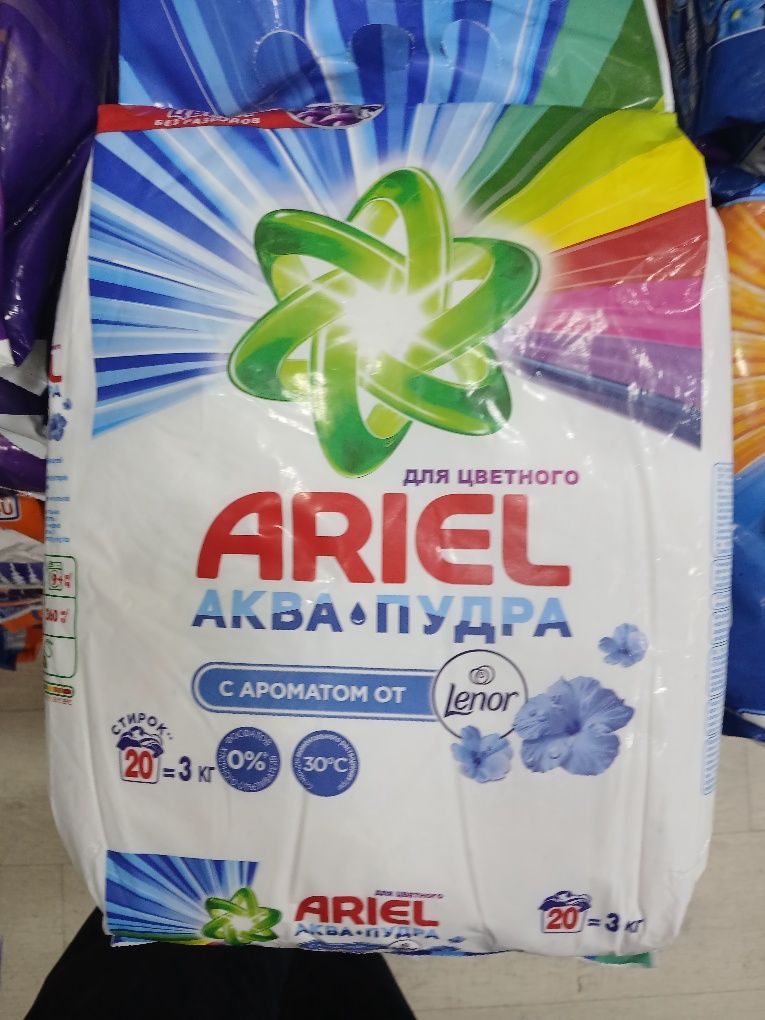 БЕЗ РАЗВОДОВ
ДЛЯ ЦВЕТНОГО
ARIEL
АКВА•ПУДРА
С АРОМАТОМ ОТ
Lenor
СТИРОК**
20 = 3 КГ
0%
30°C
ДЛЯ ЦВЕТНОГО
ARIEL
АКВА•ПУДРА
20 = 3 КГ